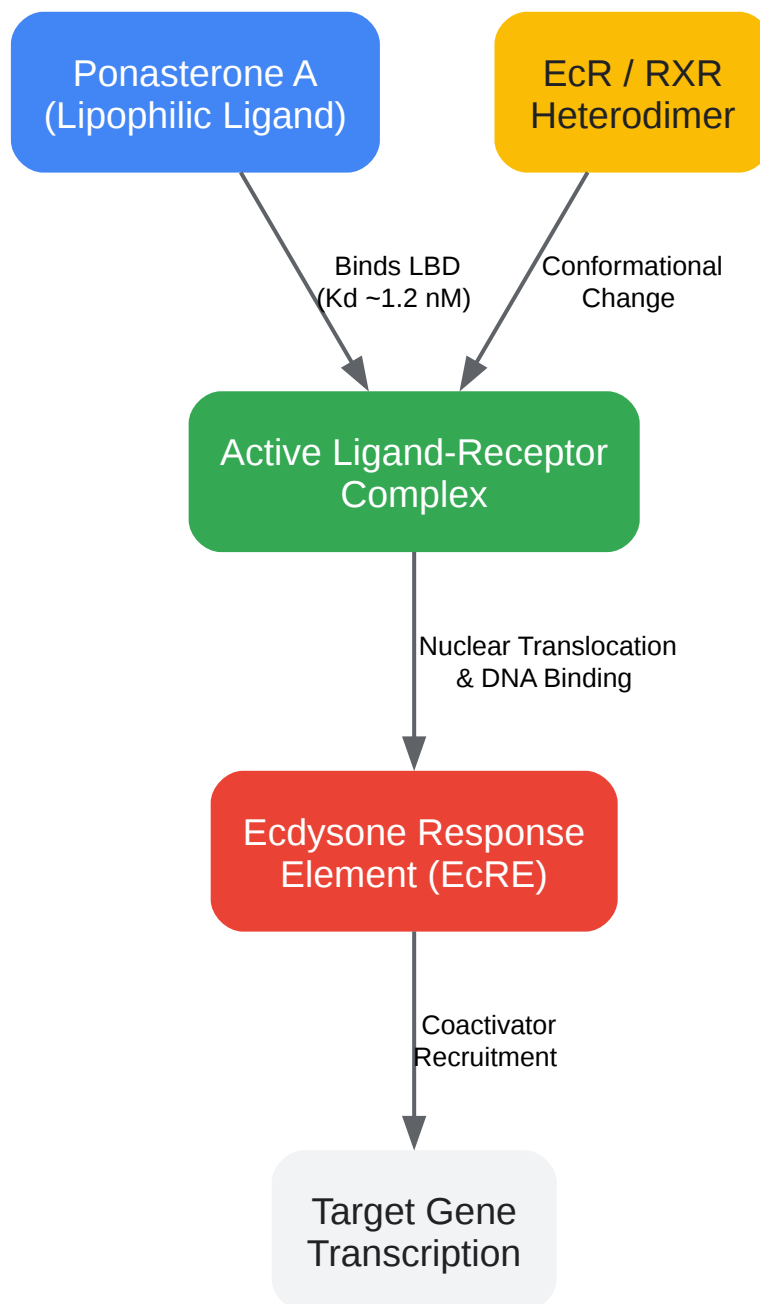 Ponasterone A
(Lipophilic Ligand)
EcR / RXR
Heterodimer
Binds LBD
(Kd ~1.2 nM)
Conformational
Change
Active Ligand-Receptor
Complex
Nuclear Translocation
& DNA Binding
Ecdysone Response
Element (EcRE)
Coactivator
Recruitment
Target Gene
Transcription